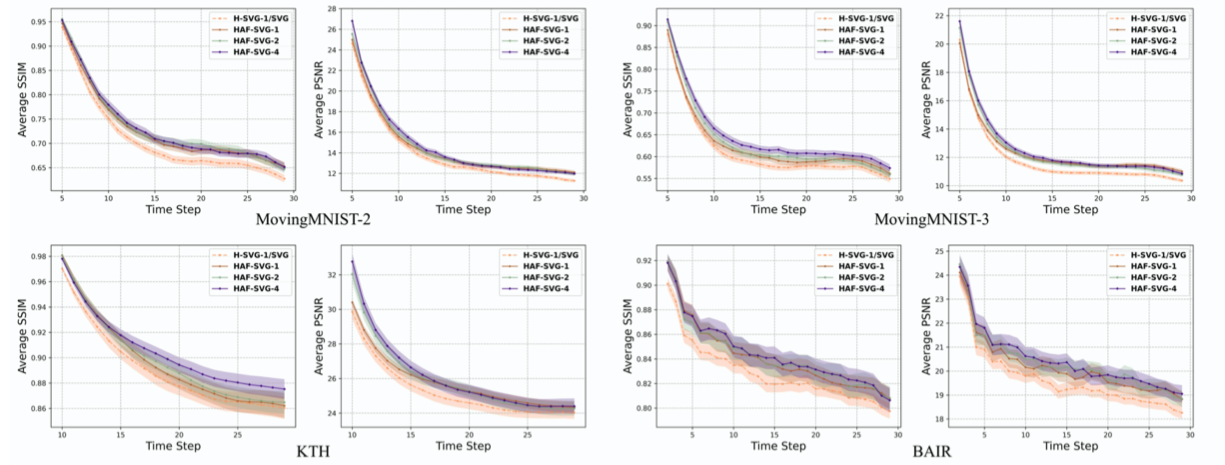 Average SSIM
0.95
0.90
0.85
0.80
0.75
0.70
0.65
5 10 15 20 25 30
Time Step
H-SVG-1/SVG
HAF-SVG-1
HAF-SVG-2
HAF-SVG-4
Average PSNR
28
26
24
22
20
18
16
14
12
5 10 15 20 25 30
Time Step
H-SVG-1/SVG
HAF-SVG-1
HAF-SVG-2
HAF-SVG-4
MovingMNIST-2
Average SSIM
0.90
0.85
0.80
0.75
0.70
0.65
0.60
0.55
5 10 15 20 25 30
Time Step
H-SVG-1/SVG
HAF-SVG-1
HAF-SVG-2
HAF-SVG-4
Average PSNR
22
20
18
16
14
12
10
5 10 15 20 25 30
Time Step
H-SVG-1/SVG
HAF-SVG-1
HAF-SVG-2
HAF-SVG-4
MovingMNIST-3
Average SSIM
0.98
0.96
0.94
0.92
0.90
0.88
0.86
10 15 20 25
Time Step
H-SVG-1/SVG
HAF-SVG-1
HAF-SVG-2
HAF-SVG-4
Average PSNR
32
30
28
26
24
10 15 20 25
Time Step
H-SVG-1/SVG
HAF-SVG-1
HAF-SVG-2
HAF-SVG-4
KTH
Average SSIM
0.92
0.90
0.88
0.86
0.84
0.82
0.80
5 10 15 20 25 30
Time Step
H-SVG-1/SVG
HAF-SVG-1
HAF-SVG-2
HAF-SVG-4
Average PSNR
25
24
23
22
21
20
19
18
5 10 15 20 25 30
Time Step
H-SVG-1/SVG
HAF-SVG-1
HAF-SVG-2
HAF-SVG-4
BAIR